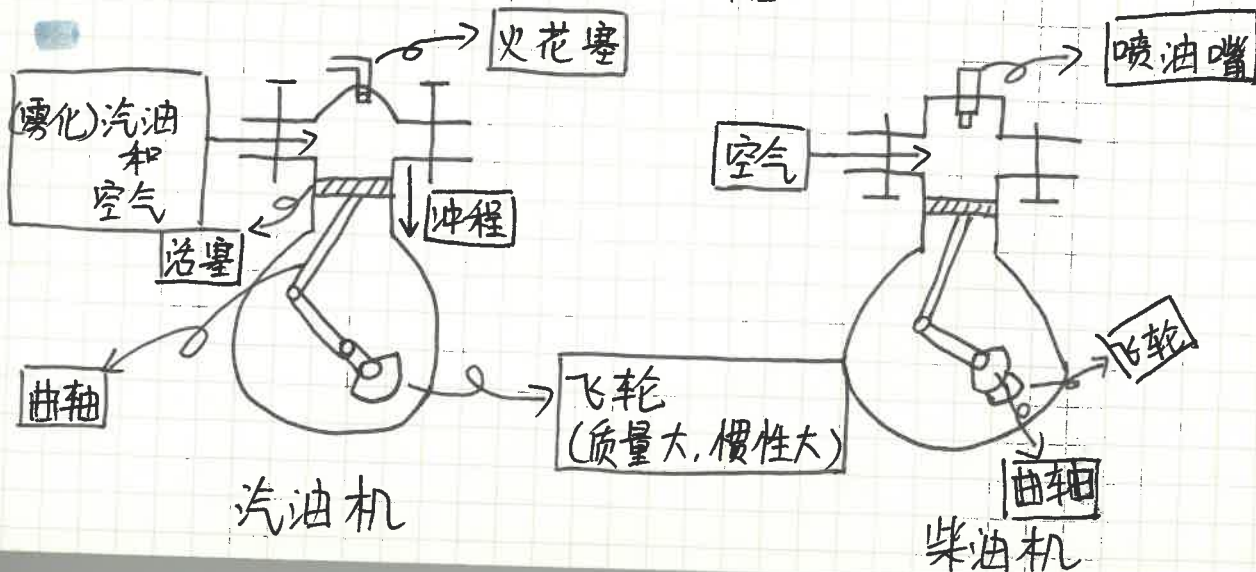 火花塞
(雾化)汽油
和
空气
活塞
冲程
曲轴
飞轮
(质量大,惯性大)
汽油机
喷油嘴
空气
飞轮
曲轴
柴油机